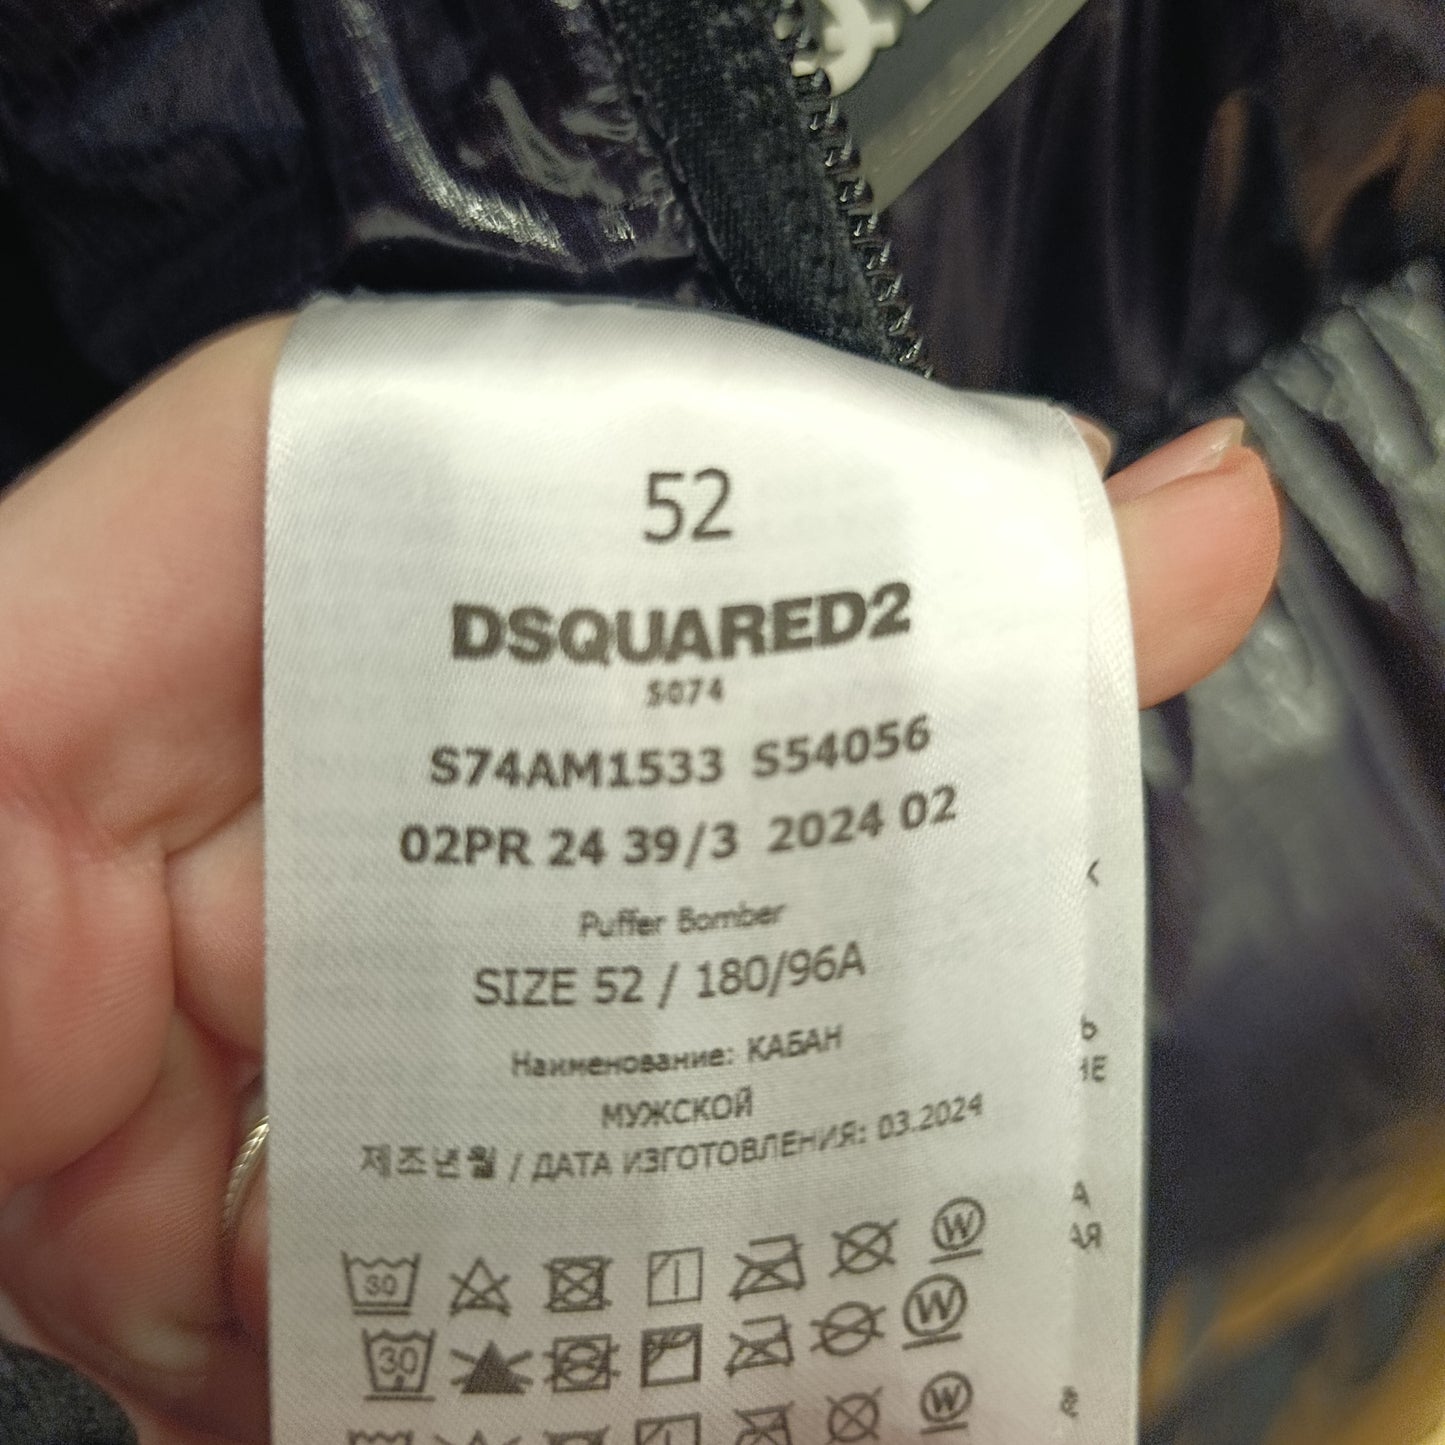 52
DSQUARED2
S074
S74AM1533 S54056
02PR 24 39/3 2024 02
Puffer Bomber
SIZE 52 / 180/96A
Наименование: КАБАН
МУЖСКОЙ
제조년월 / ДАТА ИЗГОТОВЛЕНИЯ: 03.2024
30 W
30 W
W